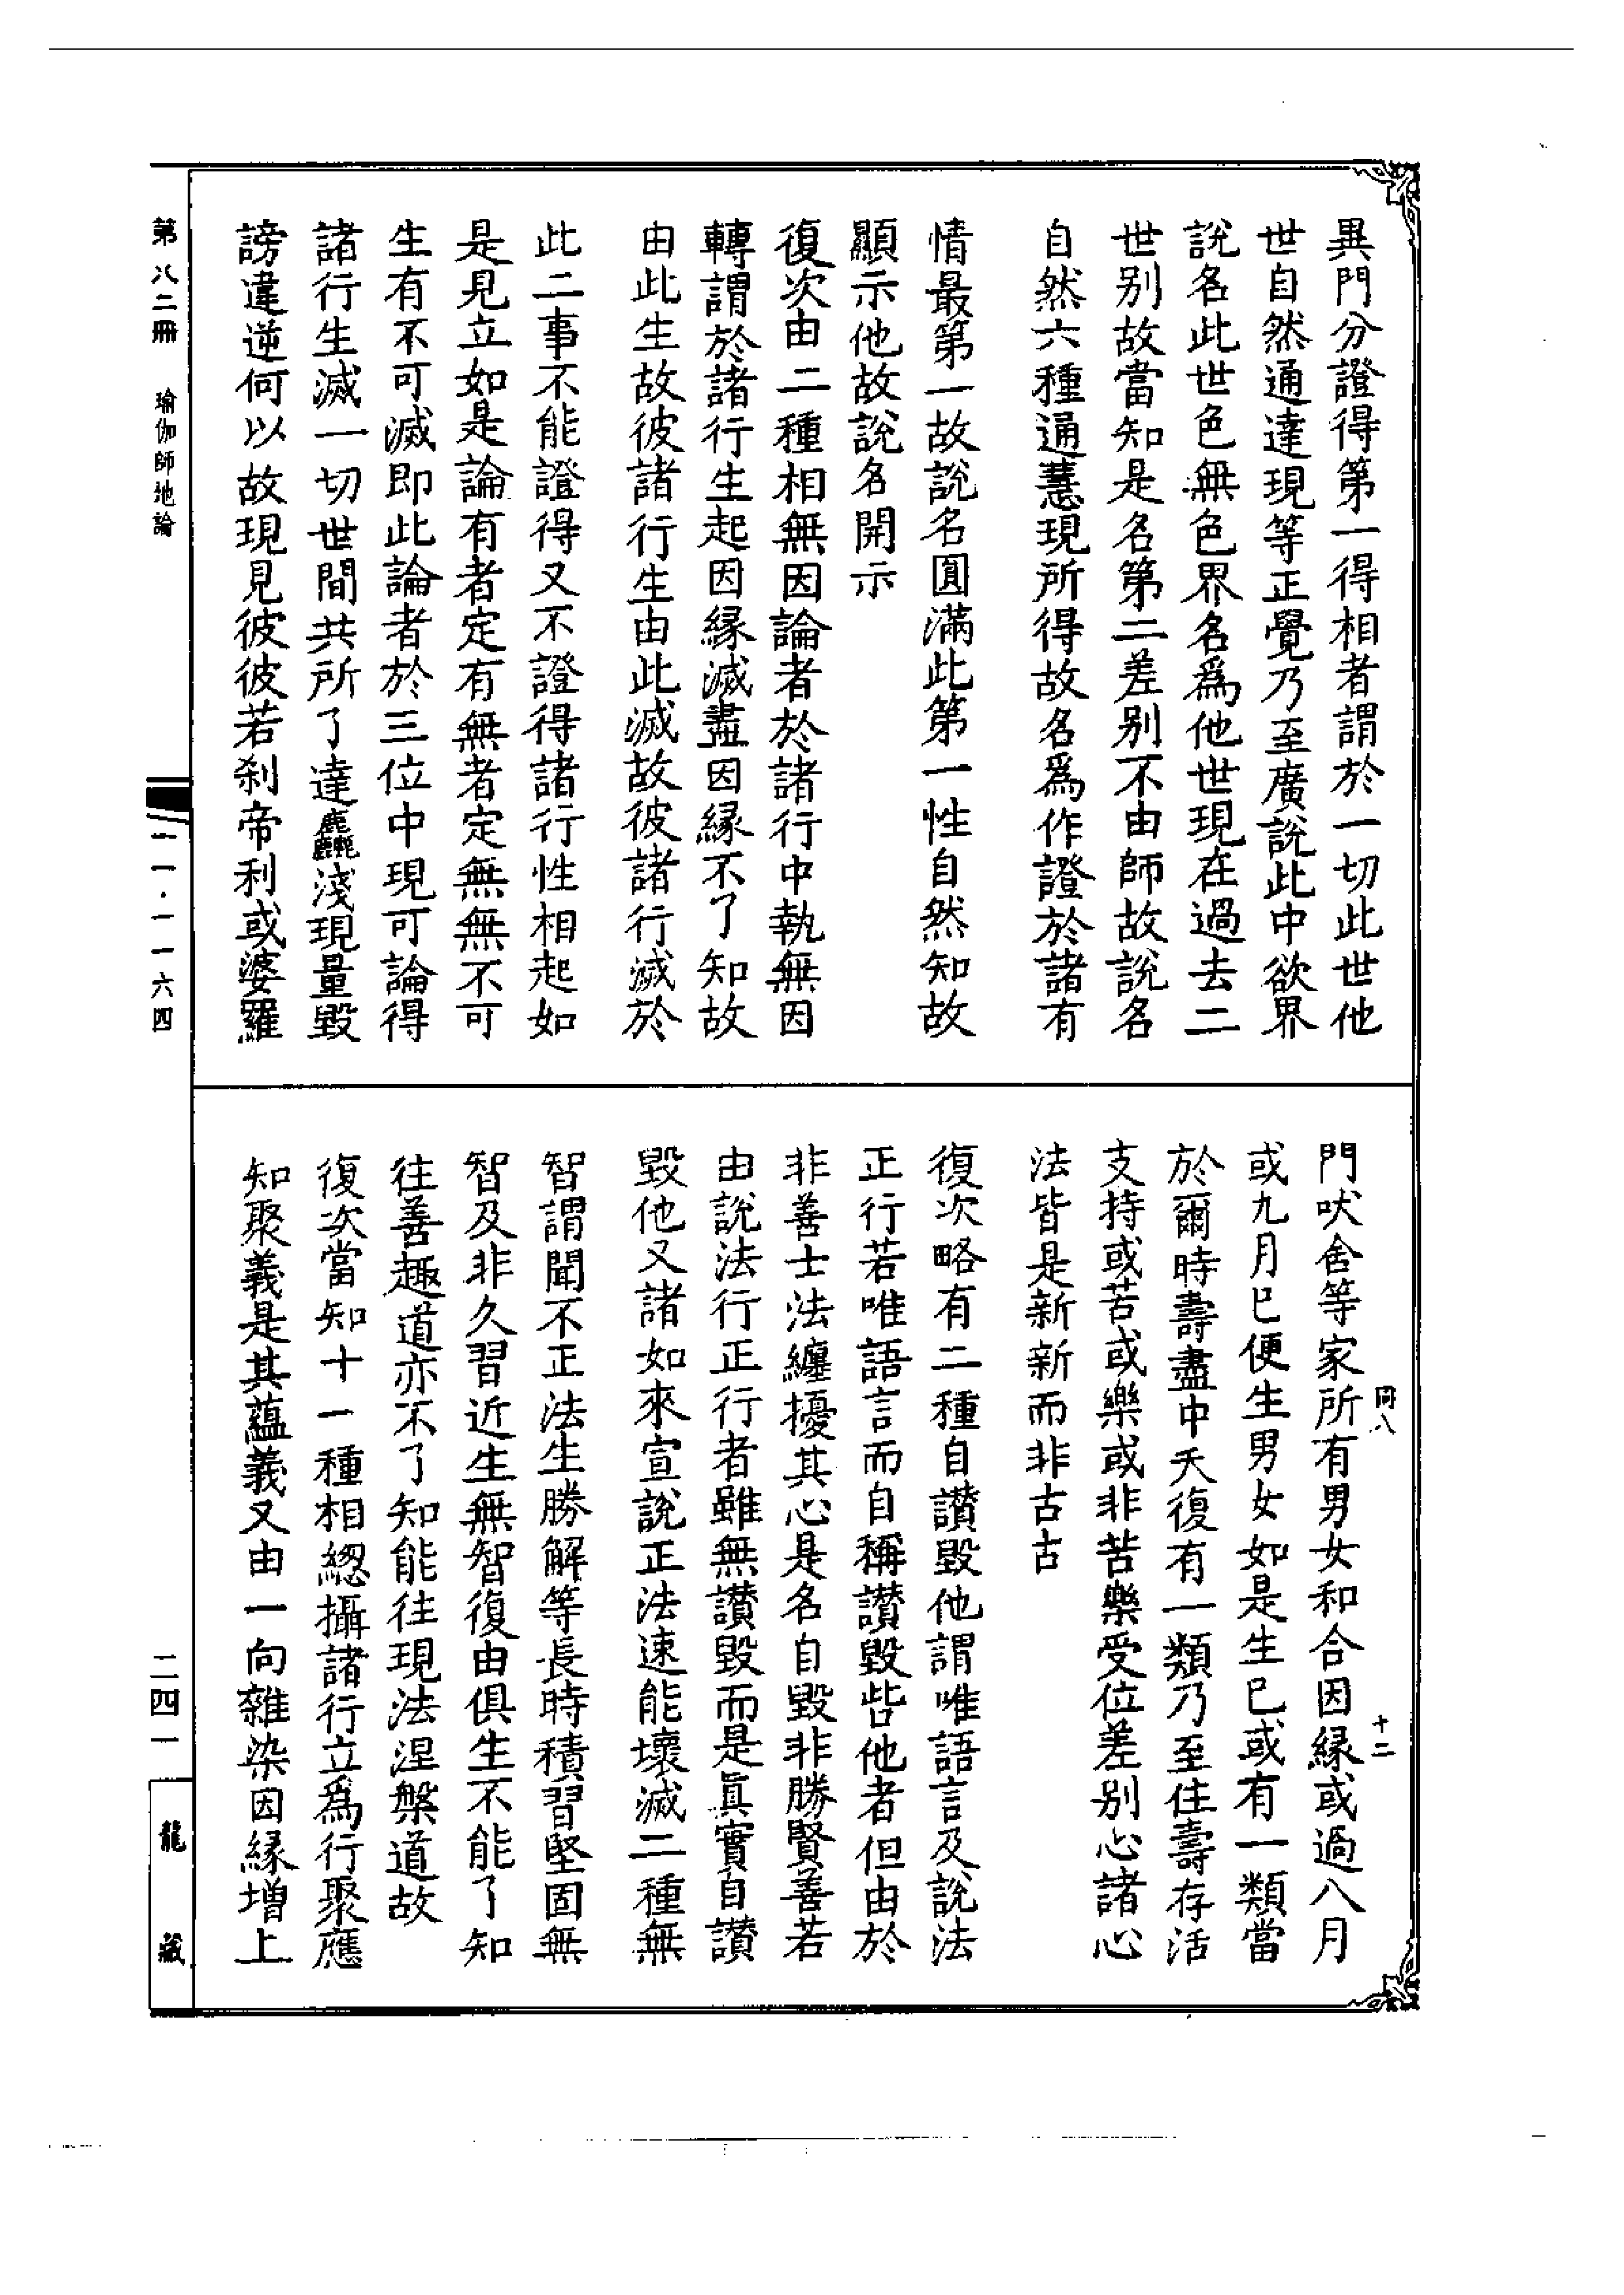 異門分證得第一得相者謂於一切此世他
世自然通達現等正覺乃至廣說此中欲界
說名此世色無色界名爲他世現在過去二
世别故當知是名第二差别不由師故說名
自然六種通慧現所得故名爲作證於諸有
情最第一故說名圓滿此第一性自然知故
顯示他故說名開示
復次由二種相無因論者於諸行中執無因
轉謂於諸行生起因緣滅盡因緣不了知故
由此生故彼諸行生由此滅故彼諸行滅於
此二事不能證得又不證得諸行性相起如
是見立如是論有者定有無者定無無不可
生有不可滅即此論者於三位中現可論得
諸行生滅一切世間共所了達麤淺現量毀
謗違逆何以故現見彼彼若剎帝利或婆羅
門吠舍等家所有男女和合因緣或過八月
或九月已便生男女如是生已或有一類當
於爾時壽盡中夭復有一類乃至住壽存活
支持或苦或樂或非苦樂受位差别心諸心
法皆是新新而非古古
復次略有二種自讚毀他謂唯語言及說法
正行若唯語言而自稱讚毀呰他者但由於
非善士法纏擾其心是名自毀非勝賢善若
由說法行正行者雖無讚毀而是眞實自讚
毀他又諸如來宣說正法速能壞滅二種無
智謂聞不正法生勝解等長時積習堅固無
智及非久習近生無智復由俱生不能了知
往善趣道亦不了知能往現法涅槃道故
復次當知十一種相緫攝諸行立爲行聚應
知聚義是其蘊義又由一向雜染因緣增上
同八
十二
第八二冊 瑜伽師地論
二一·一一六四
二四一
龍藏